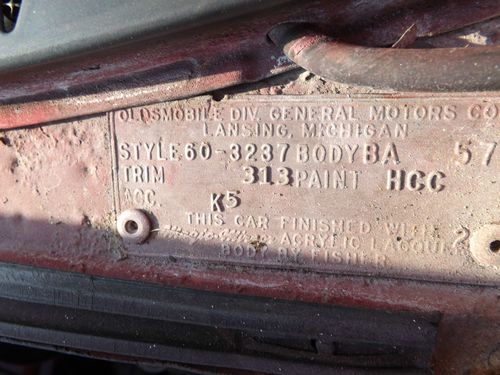 OLDSMOBILE DIV. GENERAL MOTORS CO
LANSING, MICHIGAN
STYLE 60-3237 BODY BA 57
TRIM 313 PAINT HCC
ACC. K5
THIS CAR FINISHED WITH
ACRYLIC LACQUE
BODY BY FISHER